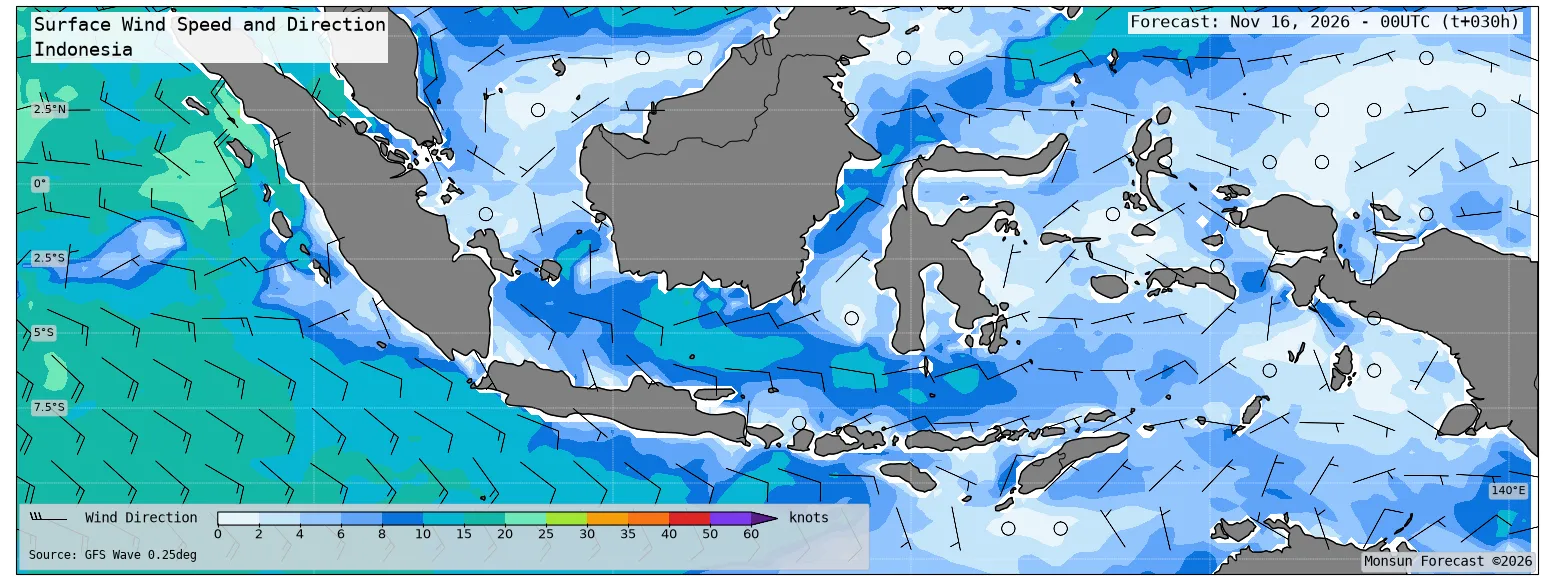 Surface Wind Speed and Direction
Indonesia
Forecast: Nov 16, 2026 - 00UTC (t+030h)
2.5°N
0°
2.5°S
5°S
7.5°S
140°E
Wind Direction
knots
0 2 4 6 8 10 15 20 25 30 35 40 50 60
Source: GFS Wave 0.25deg
Monsun Forecast ©2026